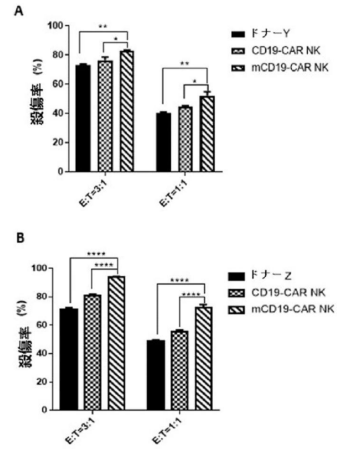 A
殺傷率 (%)
100
80
60
40
20
0
** 
*
**
*
E:T=3:1
E:T=1:1
ドナーY
CD19-CAR NK
mCD19-CAR NK
B
殺傷率 (%)
100
80
60
40
20
0
****
****
****
****
E:T=3:1
E:T=1:1
ドナーZ
CD19-CAR NK
mCD19-CAR NK